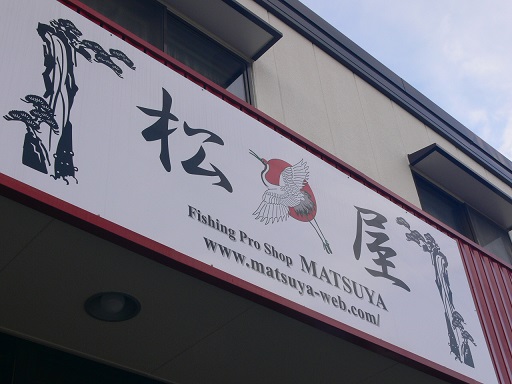 松屋
Fishing Pro Shop MATSUYA
www.matsuya-web.com/